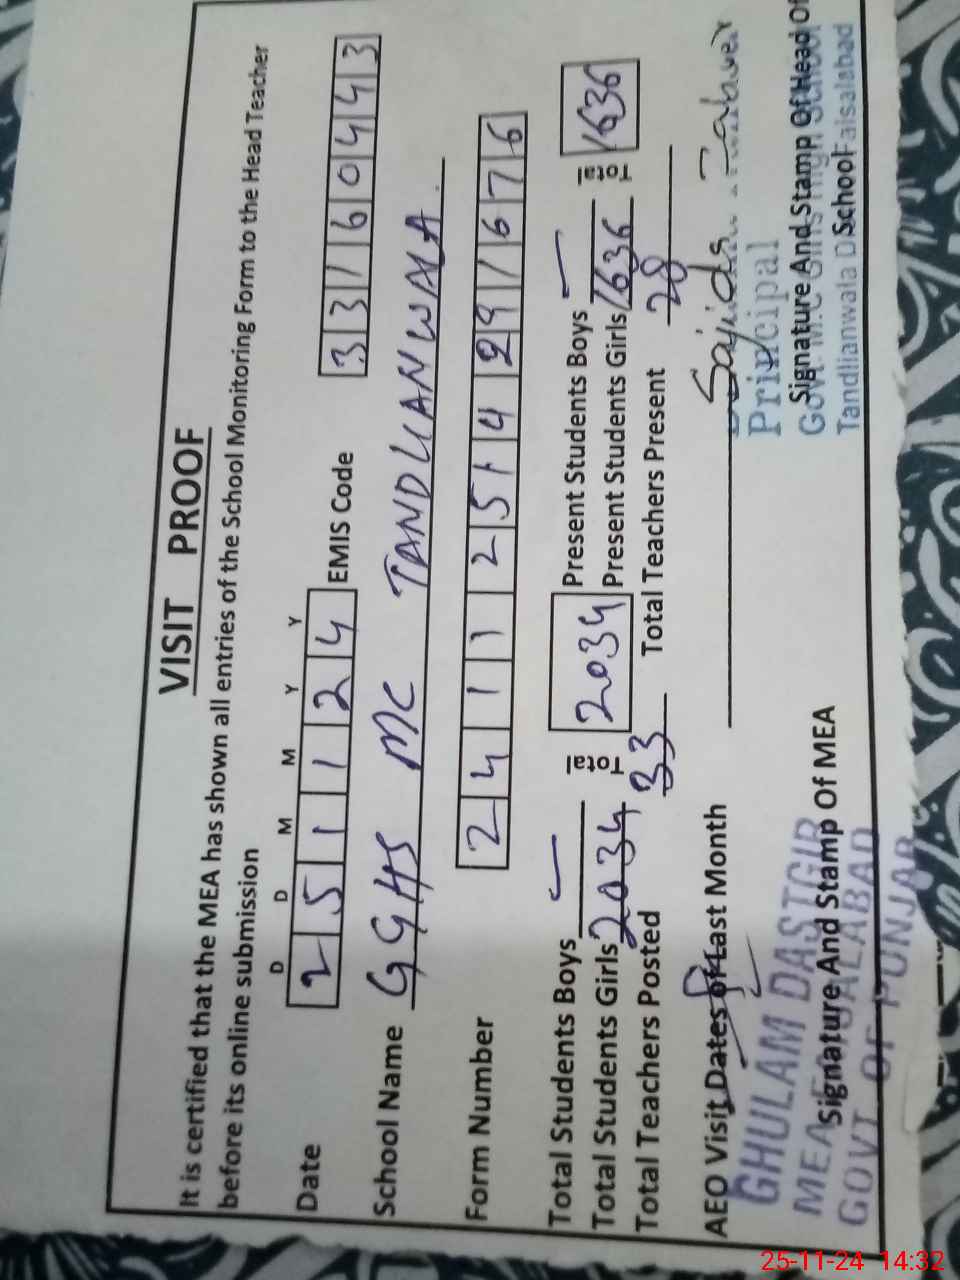 VISIT PROOF
It is certified that the MEA has shown all entries of the School Monitoring Form to the Head Teacher
before its online submission
D D M M Y Y
Date 2 5 1 1 2 4 EMIS Code 3 3 1 6 0 4 4 3
School Name GGHS MC TANDLIANWALA
Form Number 2 4 1 1 2 5 1 4 2 9 1 6 7 6
Total Students Boys — Total 2034 Present Students Boys — Total 1636
Total Students Girls 2034 Present Students Girls 1636
Total Teachers Posted 33 Total Teachers Present 28
AEO Visit Dates of Last Month
Sajida
GHULAM DASTGIR
MEA FAISALABAD
GOVT OF PUNJAB
Signature And Stamp Of MEA
Principal
Govt. M.C Girls High School
Tandlianwala Faisalabad
Signature And Stamp Of Head Of
School
25-11-24 14:32